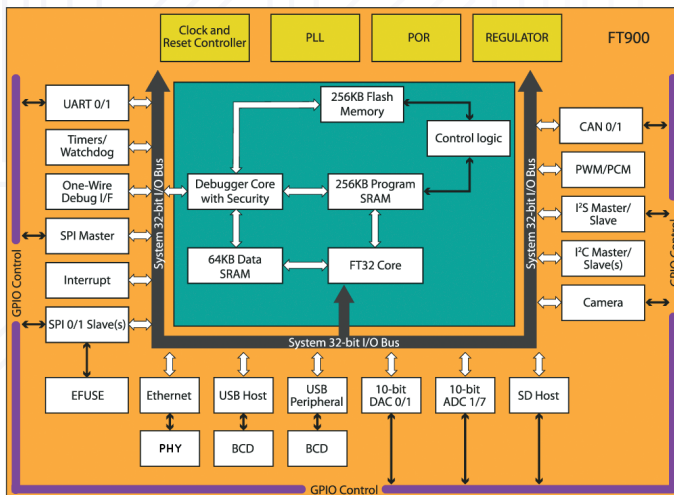 Clock and
Reset Controller
PLL
POR
REGULATOR
FT900
UART 0/1
Timers/
Watchdog
One-Wire
Debug I/F
SPI Master
Interrupt
SPI 0/1 Slave(s)
EFUSE
GPIO Control
System 32-bit I/O Bus
256KB Flash
Memory
Control logic
Debugger Core
with Security
256KB Program
SRAM
64KB Data
SRAM
FT32 Core
System 32-bit I/O Bus
System 32-bit I/O Bus
CAN 0/1
PWM/PCM
I²S Master/
Slave
I²C Master/
Slave(s)
Camera
GPIO Control
Ethernet
USB Host
USB
Peripheral
10-bit
DAC 0/1
10-bit
ADC 1/7
SD Host
PHY
BCD
BCD
GPIO Control